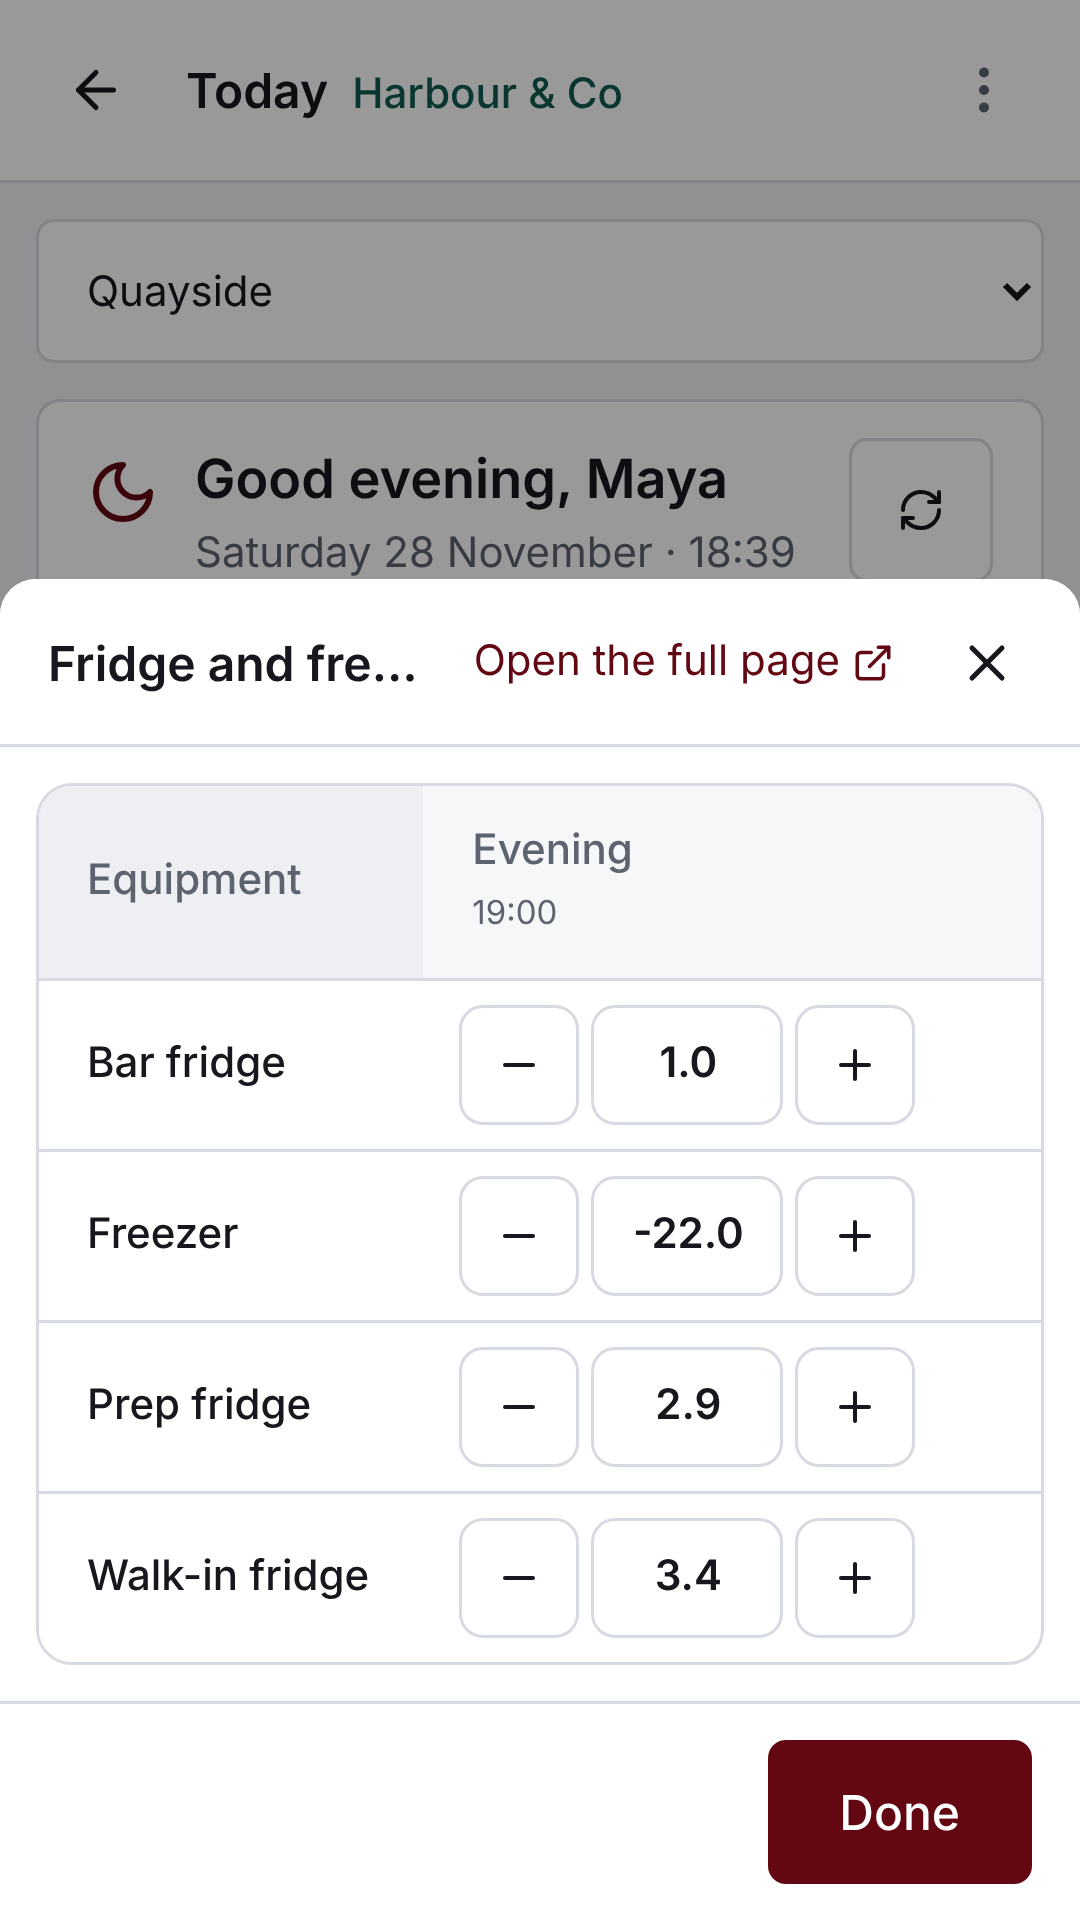 Today Harbour & Co
Quayside
Good evening, Maya
Saturday 28 November · 18:39
Fridge and fre... Open the full page
Equipment
Evening
19:00
Bar fridge 1.0
Freezer -22.0
Prep fridge 2.9
Walk-in fridge 3.4
Done